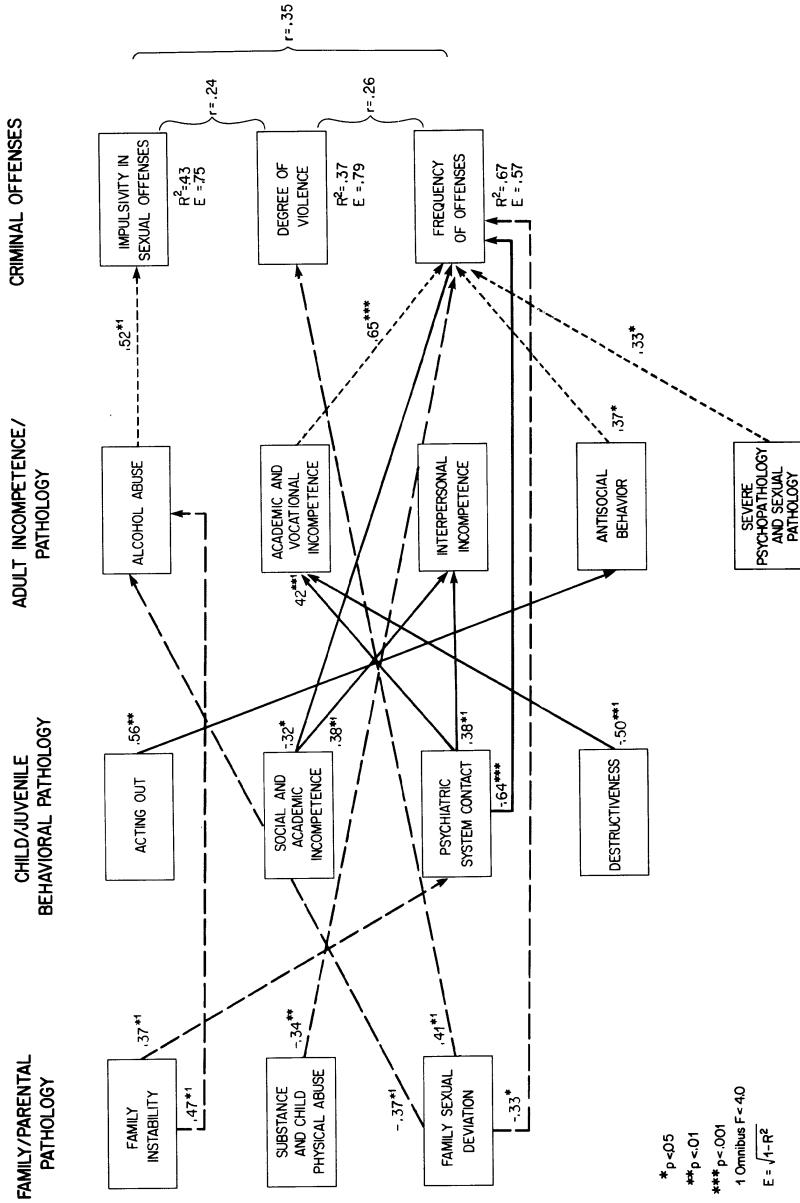 FAMILY/PARENTAL
PATHOLOGY
CHILD/JUVENILE
BEHAVIORAL PATHOLOGY
ADULT INCOMPETENCE/
PATHOLOGY
CRIMINAL OFFENSES
FAMILY
INSTABILITY
.37*1
.47*1
SUBSTANCE
AND CHILD
PHYSICAL ABUSE
-.34**
-.37*1
FAMILY SEXUAL
DEVIATION
.41*1
-.33*
ACTING OUT
.56**
SOCIAL AND
ACADEMIC
INCOMPETENCE
-.32*
.38*1
PSYCHIATRIC
SYSTEM CONTACT
.38*1
-.64***
DESTRUCTIVENESS
-.50**1
ALCOHOL ABUSE
.52*1
ACADEMIC AND
VOCATIONAL
INCOMPETENCE
.42**1
.65***
INTERPERSONAL
INCOMPETENCE
ANTISOCIAL
BEHAVIOR
.37*
SEVERE
PSYCHOPATHOLOGY
AND SEXUAL
PATHOLOGY
.33*
IMPULSIVITY IN
SEXUAL OFFENSES
R²=.43
E =.75
DEGREE OF
VIOLENCE
R²=.37
E =.79
FREQUENCY
OF OFFENSES
R²=.67
E =.57
r=.24
r=.26
r=.35
*p<.05
**p<.01
***p<.001
1 Omnibus F<4.0
E = √1-R²